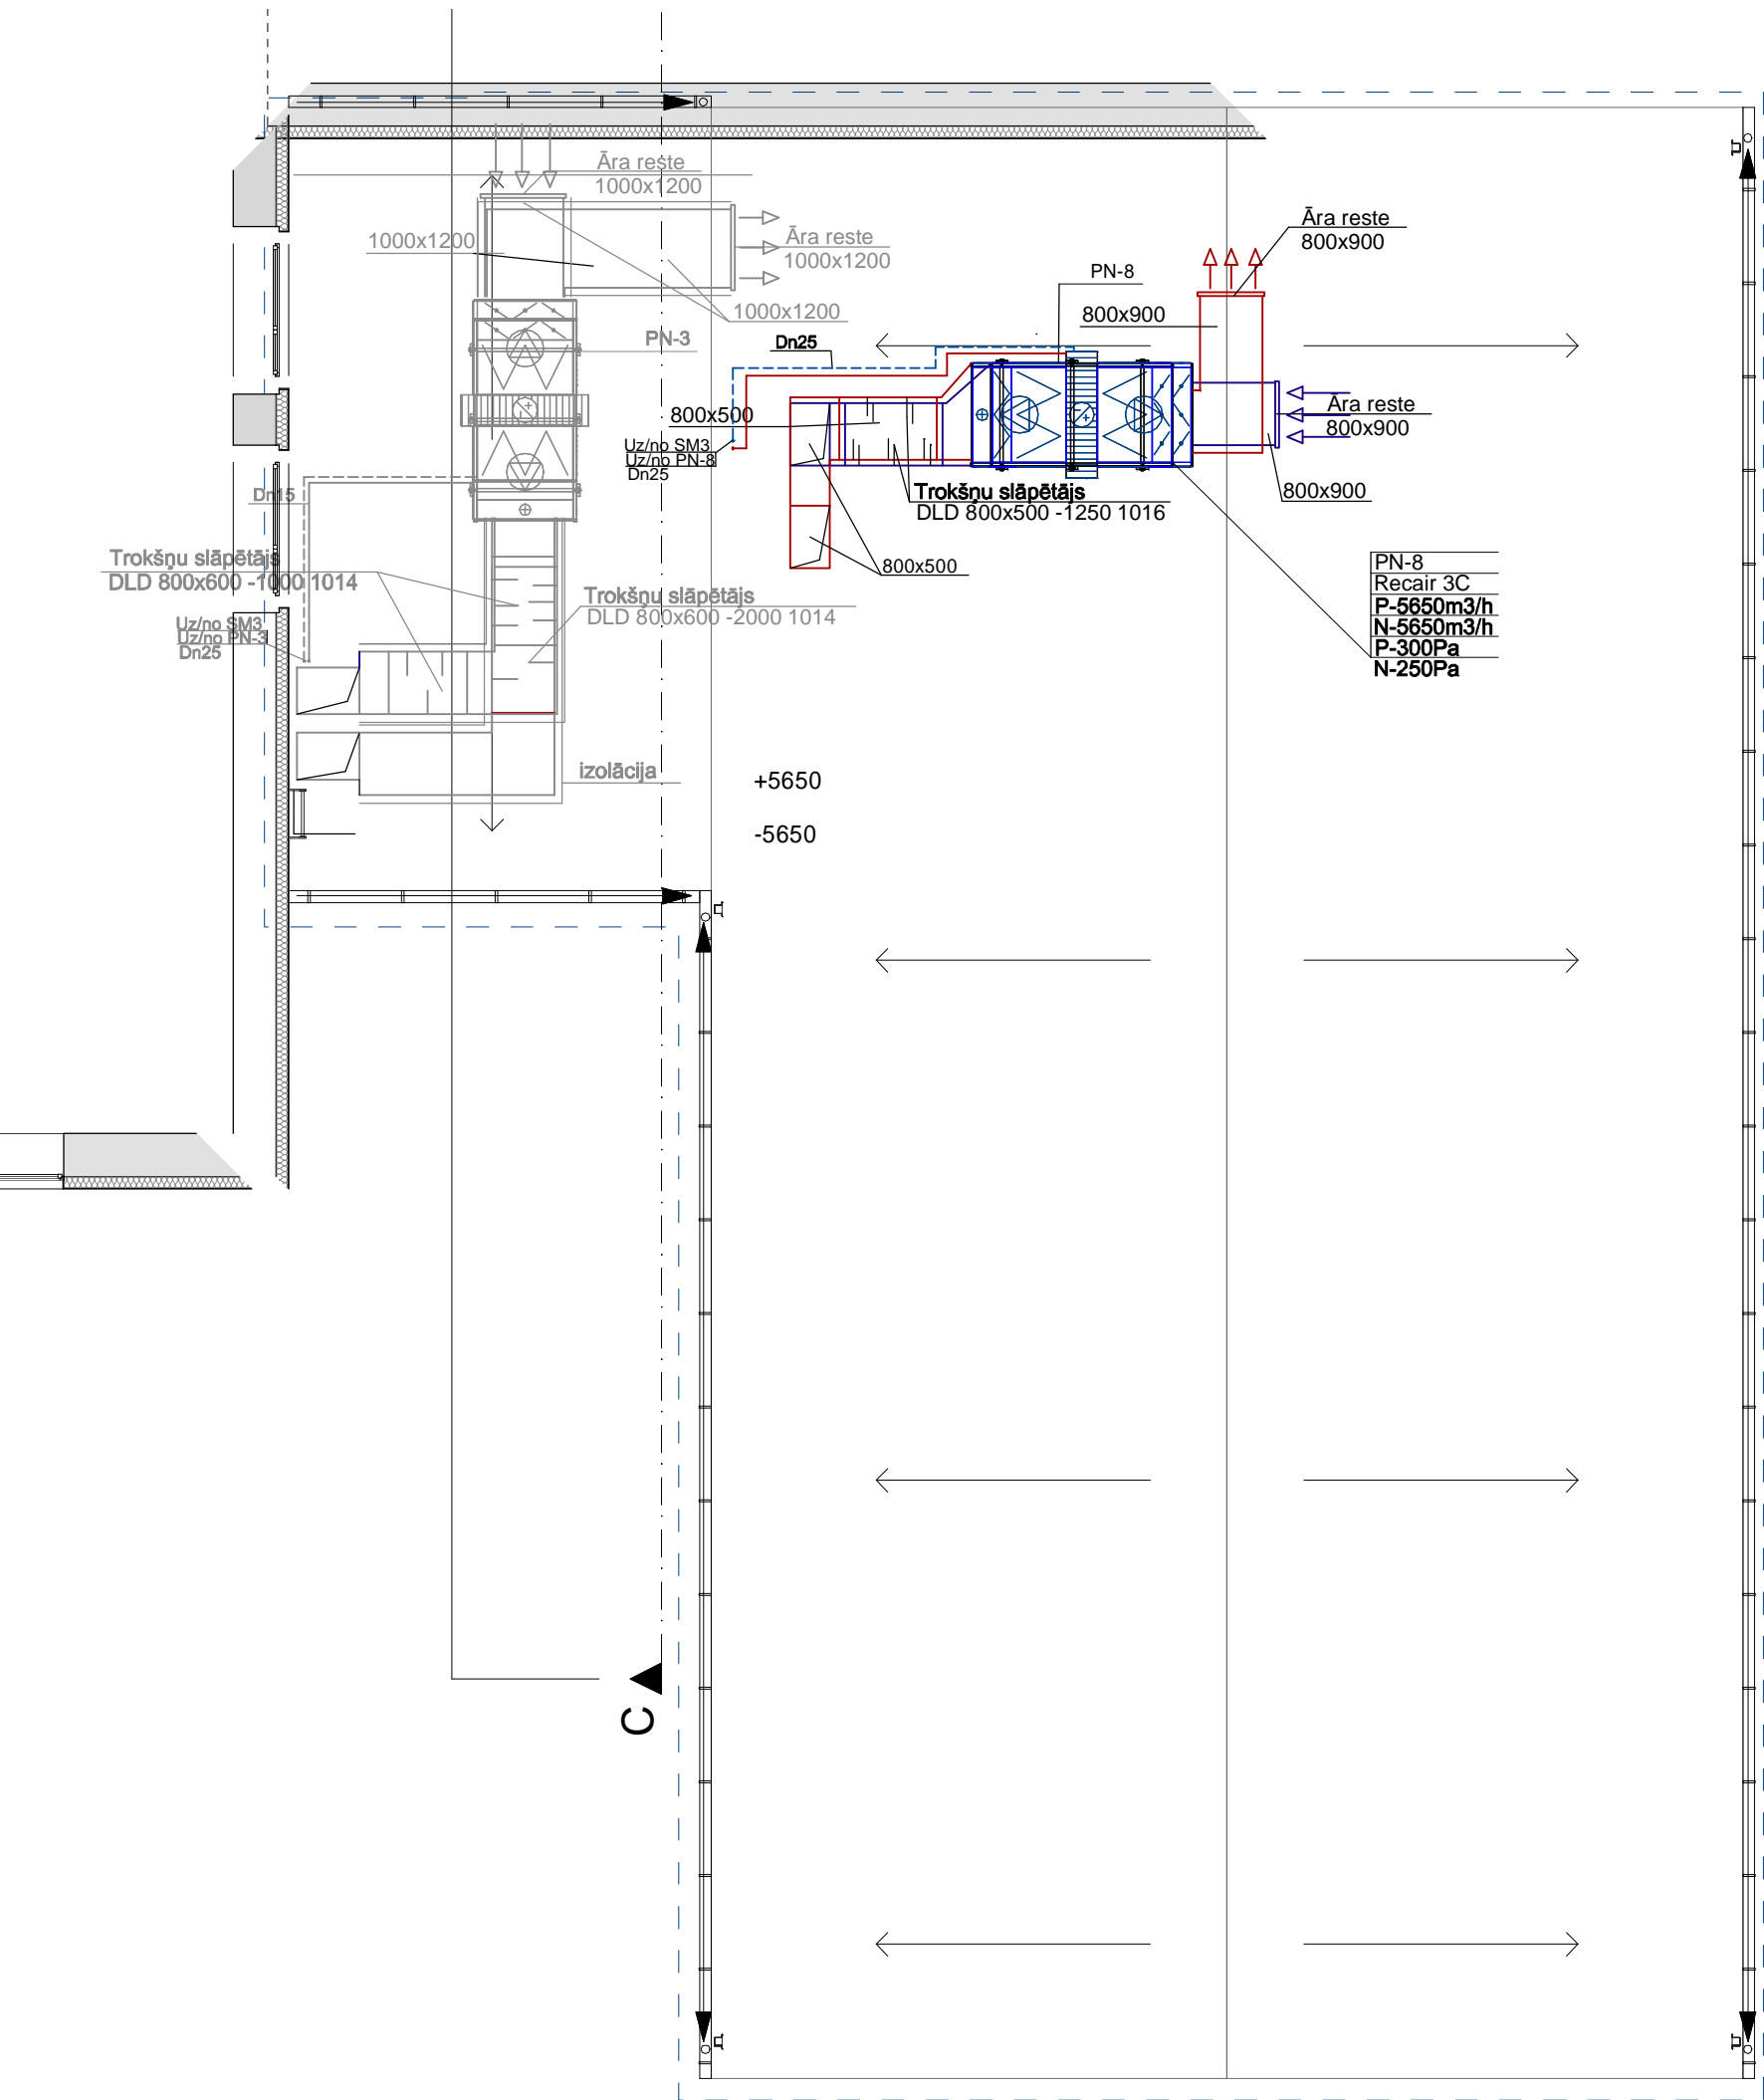 Āra reste
1000x1200
1000x1200
Āra reste
1000x1200
1000x1200
PN-3
Āra reste
800x900
PN-8
800x900
Dn25
Āra reste
800x900
800x500
Uz/no SM3
Uz/no PN-8
Dn25
Trokšņu slāpētājs
DLD 800x500 -1250 1016
800x900
Dn15
Trokšņu slāpētājs
DLD 800x600 -1000 1014
800x500
PN-8
Recair 3C
P-5650m3/h
N-5650m3/h
P-300Pa
N-250Pa
Trokšņu slāpētājs
DLD 800x600 -2000 1014
Uz/no SM3
Uz/no PN-3
Dn25
izolācija
+5650
-5650
C